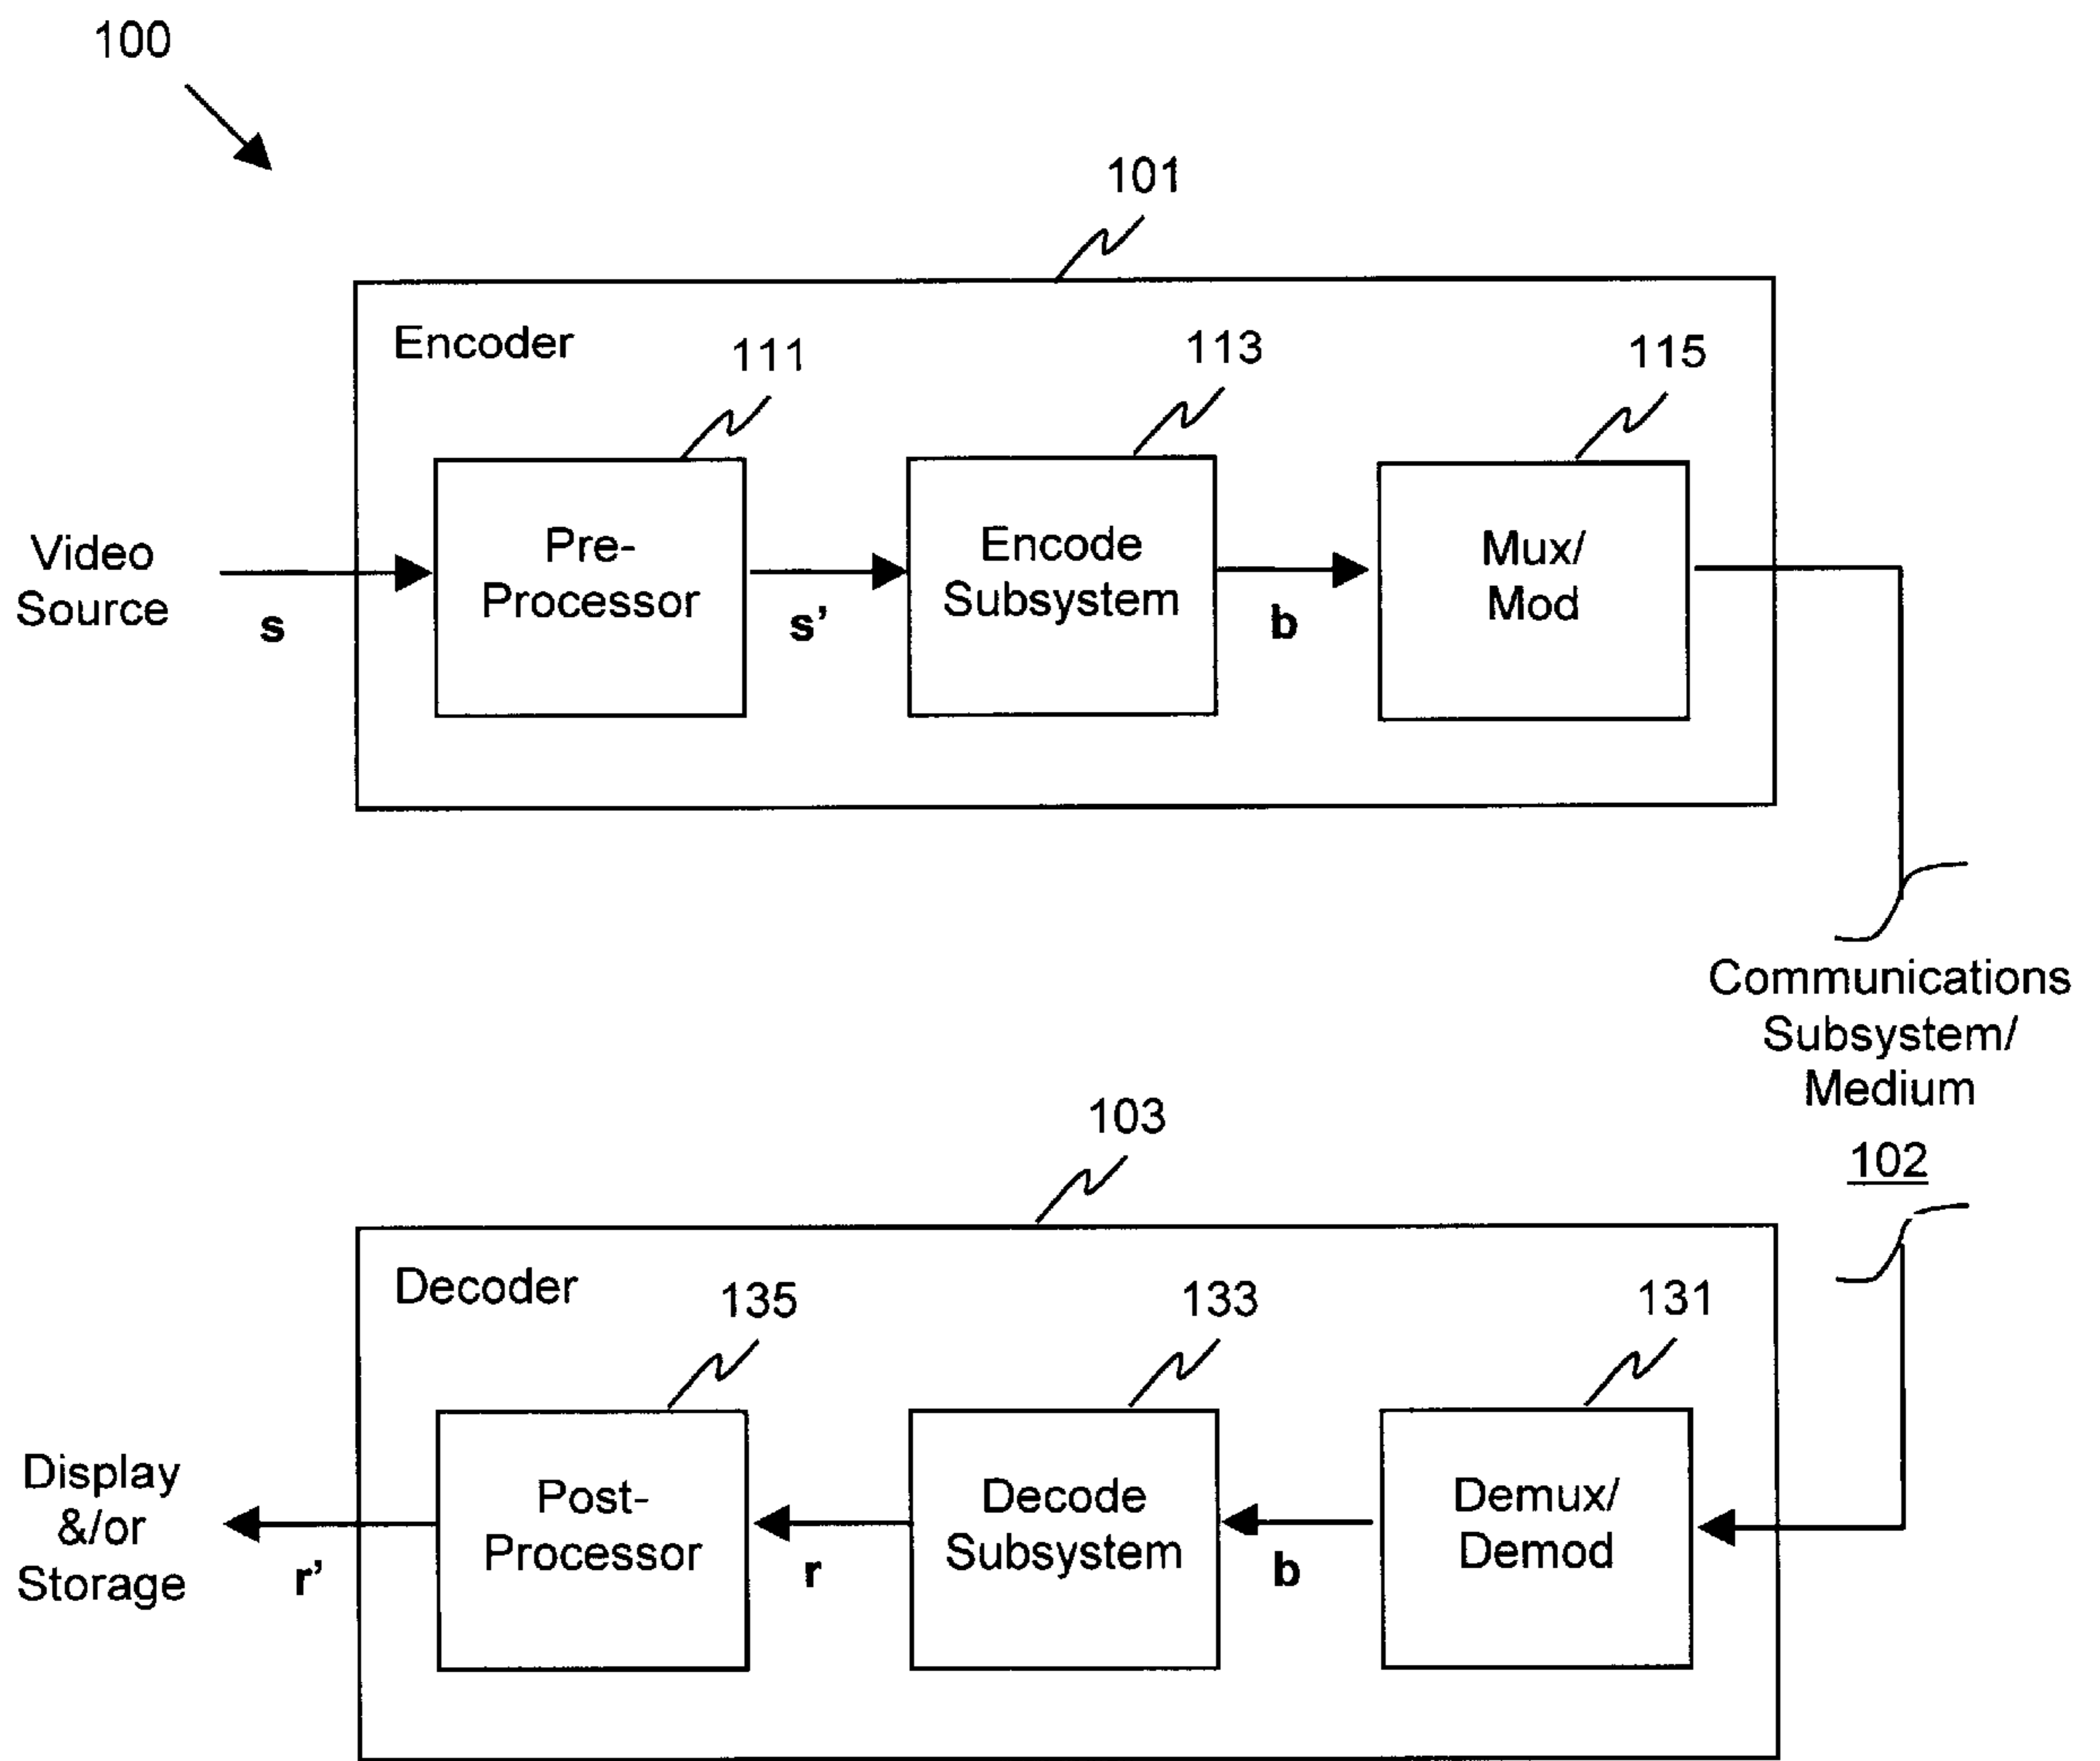 100
101
Encoder
111
113
115
Video
Source
s
Pre-
Processor
s'
Encode
Subsystem
b
Mux/
Mod
Communications
Subsystem/
Medium
102
103
Decoder
135
133
131
Display
&/or
Storage
r'
Post-
Processor
r
Decode
Subsystem
b
Demux/
Demod